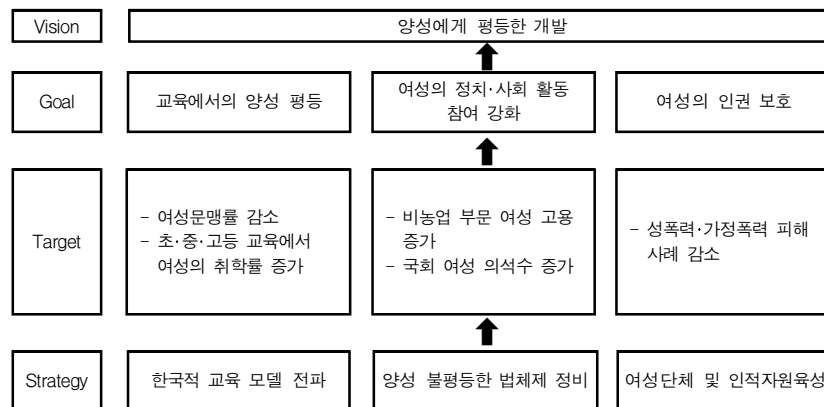 Vision
양성에게 평등한 개발
Goal
교육에서의 양성 평등
여성의 정치·사회 활동
참여 강화
여성의 인권 보호
Target
- 여성문맹률 감소
- 초·중·고등 교육에서
여성의 취학률 증가
- 비농업 부문 여성 고용
증가
- 국회 여성 의석수 증가
- 성폭력·가정폭력 피해
사례 감소
Strategy
한국적 교육 모델 전파
양성 불평등한 법체제 정비
여성단체 및 인적자원육성